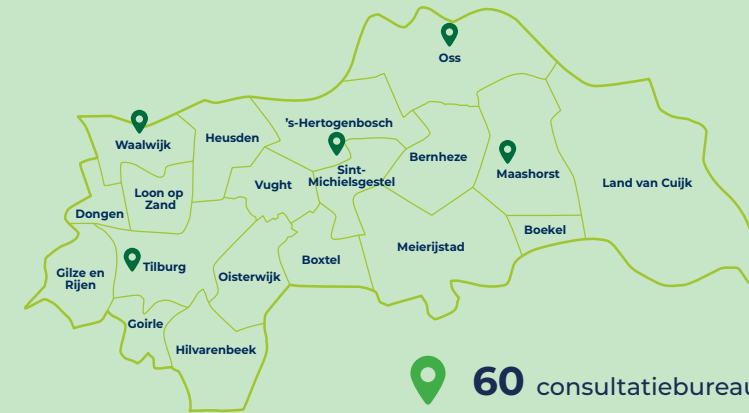 Oss
's-Hertogenbosch
Waalwijk
Heusden
Bernheze
Sint-
Michielsgestel
Maashorst
Land van Cuijk
Vught
Loon op
Zand
Dongen
Boekel
Meierijstad
Boxtel
Tilburg
Oisterwijk
Gilze en
Rijen
Goirle
Hilvarenbeek
60 consultatiebureau